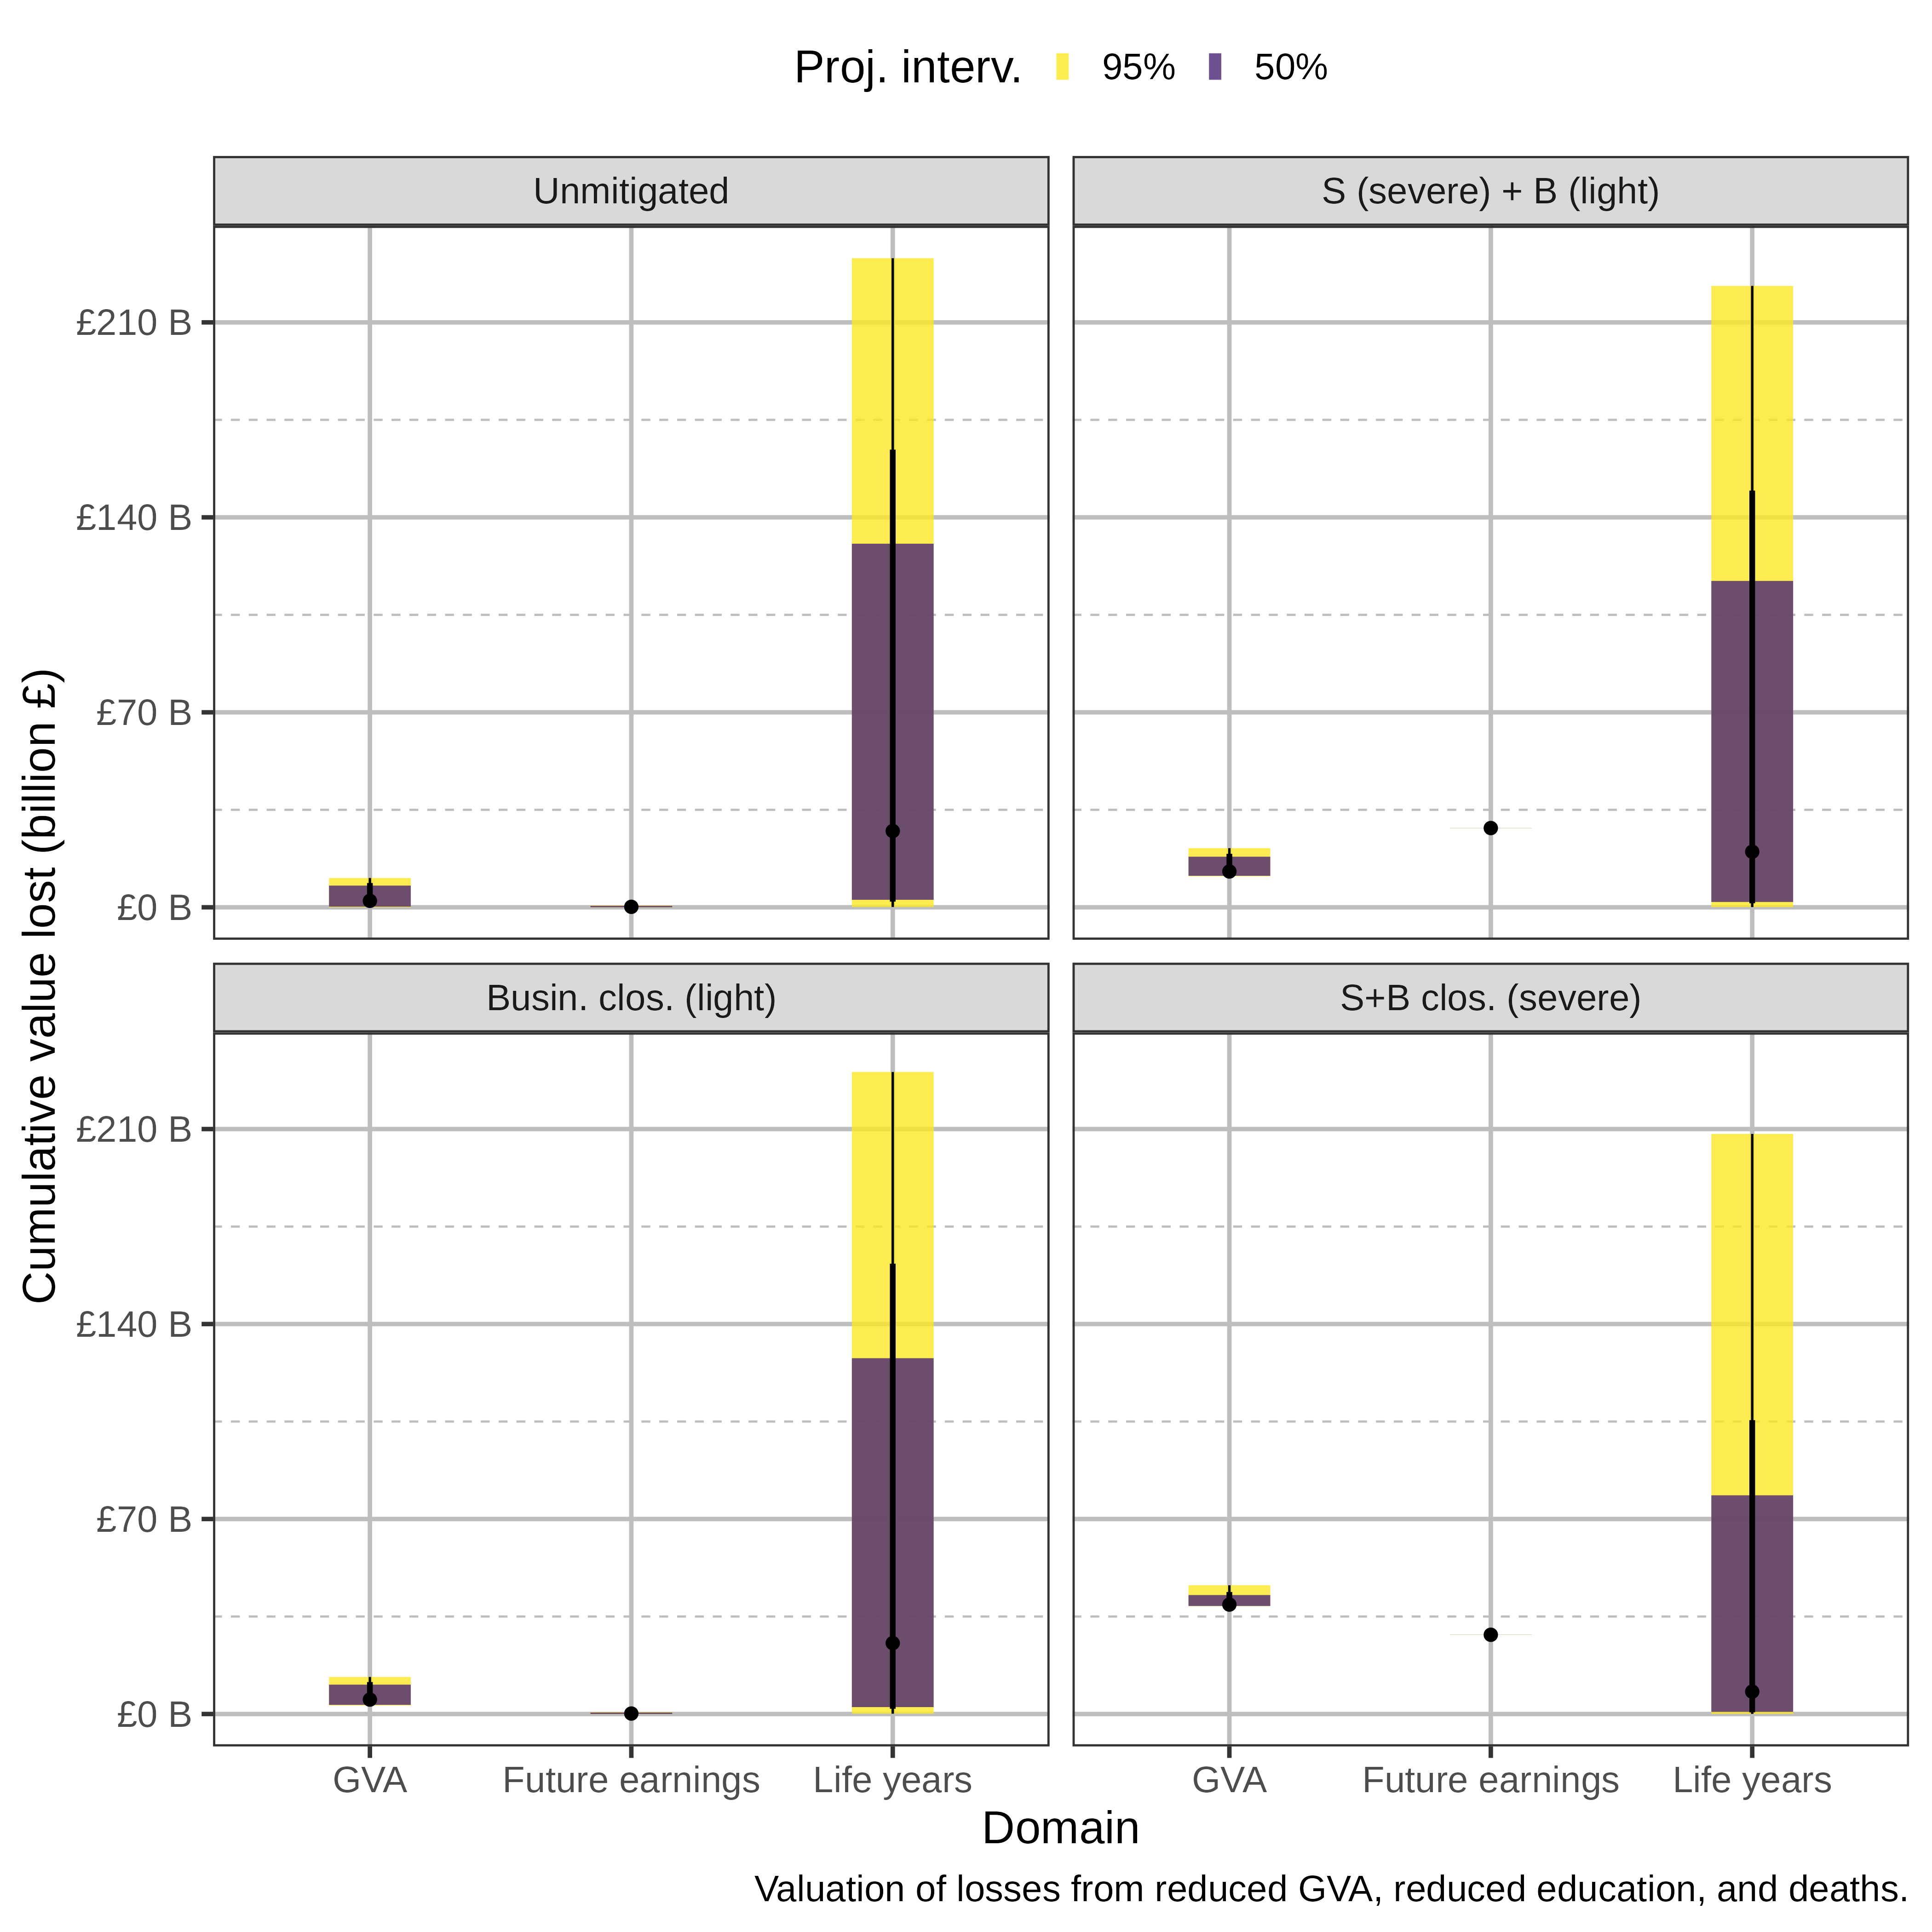 Proj. interv. 95% 50%
Unmitigated
S (severe) + B (light)
£210 B
£140 B
£70 B
£0 B
Busin. clos. (light)
S+B clos. (severe)
£210 B
£140 B
£70 B
£0 B
Cumulative value lost (billion £)
GVA Future earnings Life years
GVA Future earnings Life years
Domain
Valuation of losses from reduced GVA, reduced education, and deaths.